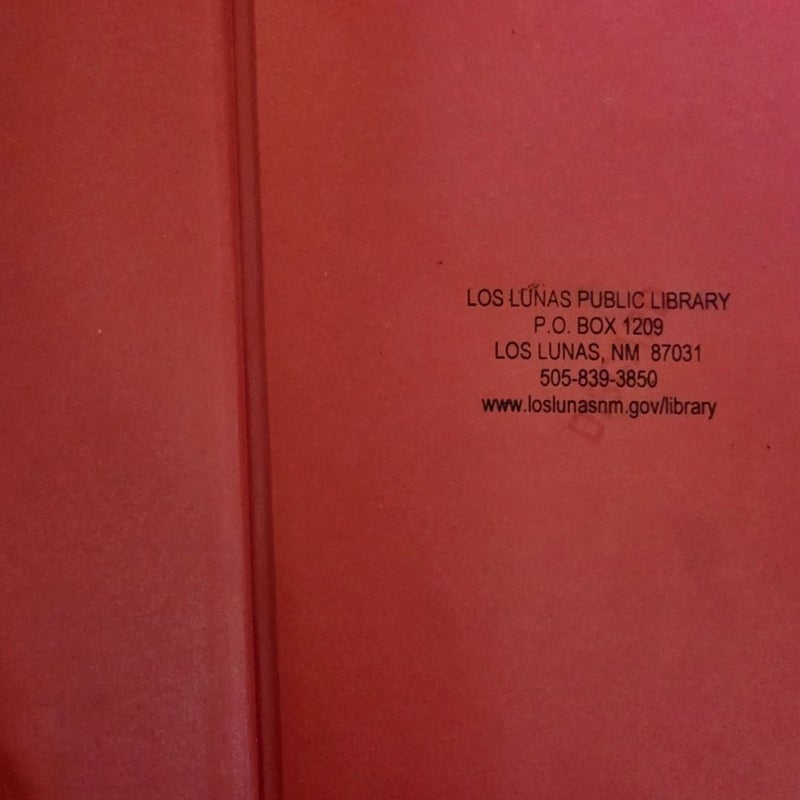 LOS LUNAS PUBLIC LIBRARY
P.O. BOX 1209
LOS LUNAS, NM 87031
505-839-3850
www.loslunasnm.gov/library